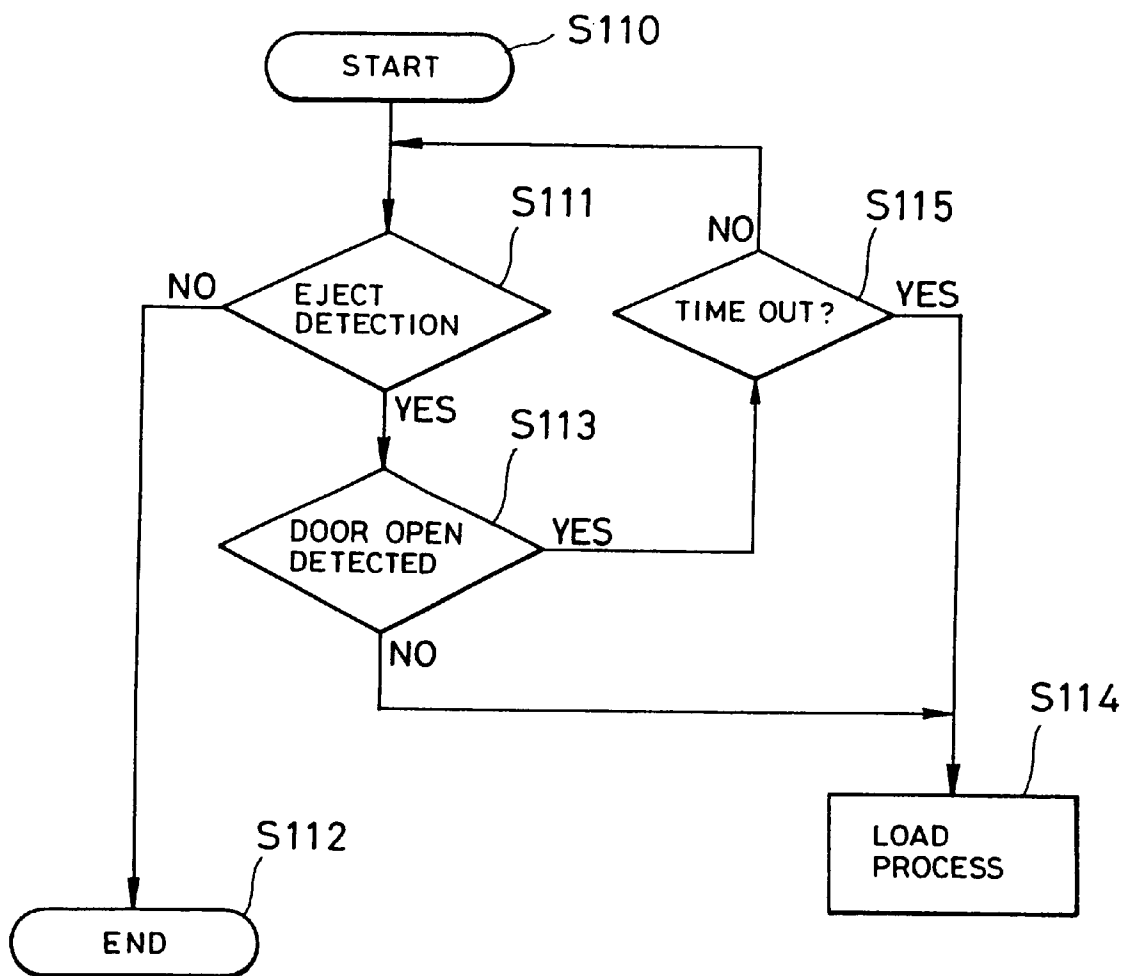 S110
START
S111
S115
NO
NO
YES
EJECT
DETECTION
TIME OUT?
YES
S113
DOOR OPEN
DETECTED
YES
NO
S114
LOAD
PROCESS
S112
END